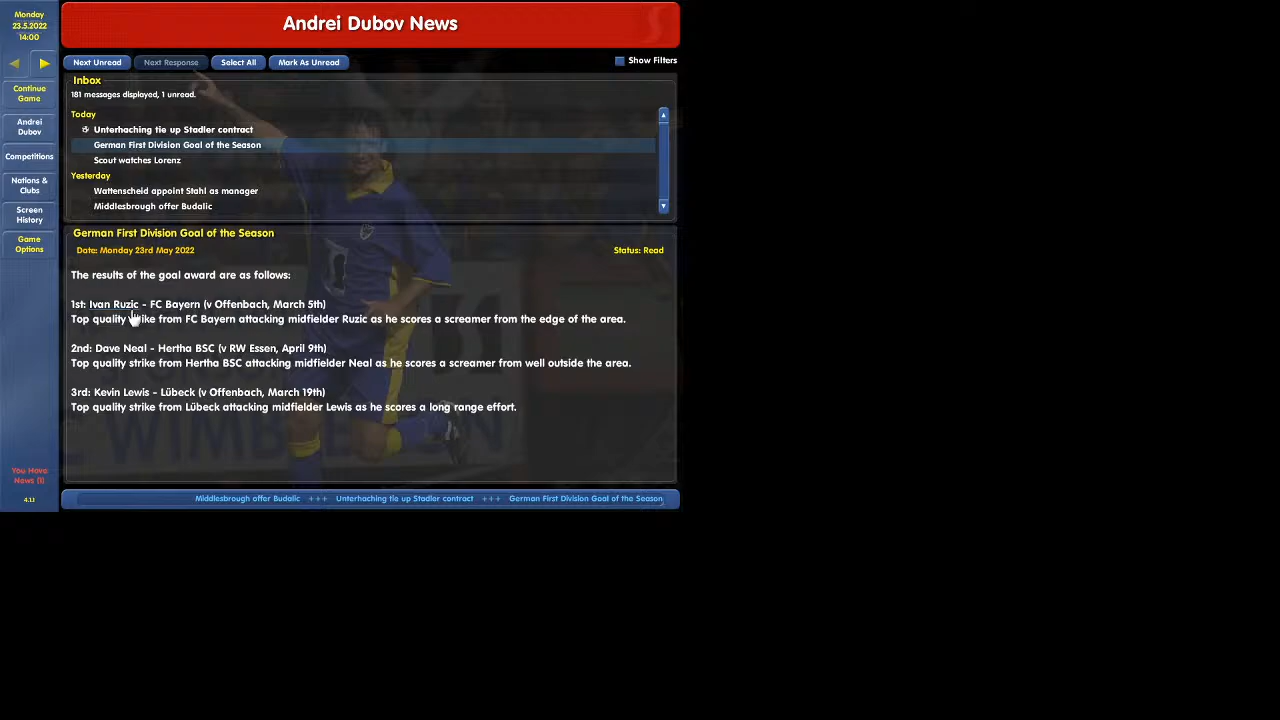 Monday
23.5.2022
14:00
Andrei Dubov News
Next Unread
Next Response
Select All
Mark As Unread
Show Filters
Continue
Game
Andrei
Dubov
Competitions
Nations &
Clubs
Screen
History
Game
Options
You Have
News (1)
4.1.1
Inbox
181 messages displayed, 1 unread.
Today
Unterhaching tie up Stadler contract
German First Division Goal of the Season
Scout watches Lorenz
Yesterday
Wattenscheid appoint Stahl as manager
Middlesbrough offer Budalic
German First Division Goal of the Season
Date: Monday 23rd May 2022
Status: Read
The results of the goal award are as follows:
1st: Ivan Ruzic - FC Bayern (v Offenbach, March 5th)
Top quality strike from FC Bayern attacking midfielder Ruzic as he scores a screamer from the edge of the area.
2nd: Dave Neal - Hertha BSC (v RW Essen, April 9th)
Top quality strike from Hertha BSC attacking midfielder Neal as he scores a screamer from well outside the area.
3rd: Kevin Lewis - Lübeck (v Offenbach, March 19th)
Top quality strike from Lübeck attacking midfielder Lewis as he scores a long range effort.
WIMBLEDON
Middlesbrough offer Budalic +++ Unterhaching tie up Stadler contract +++ German First Division Goal of the Season